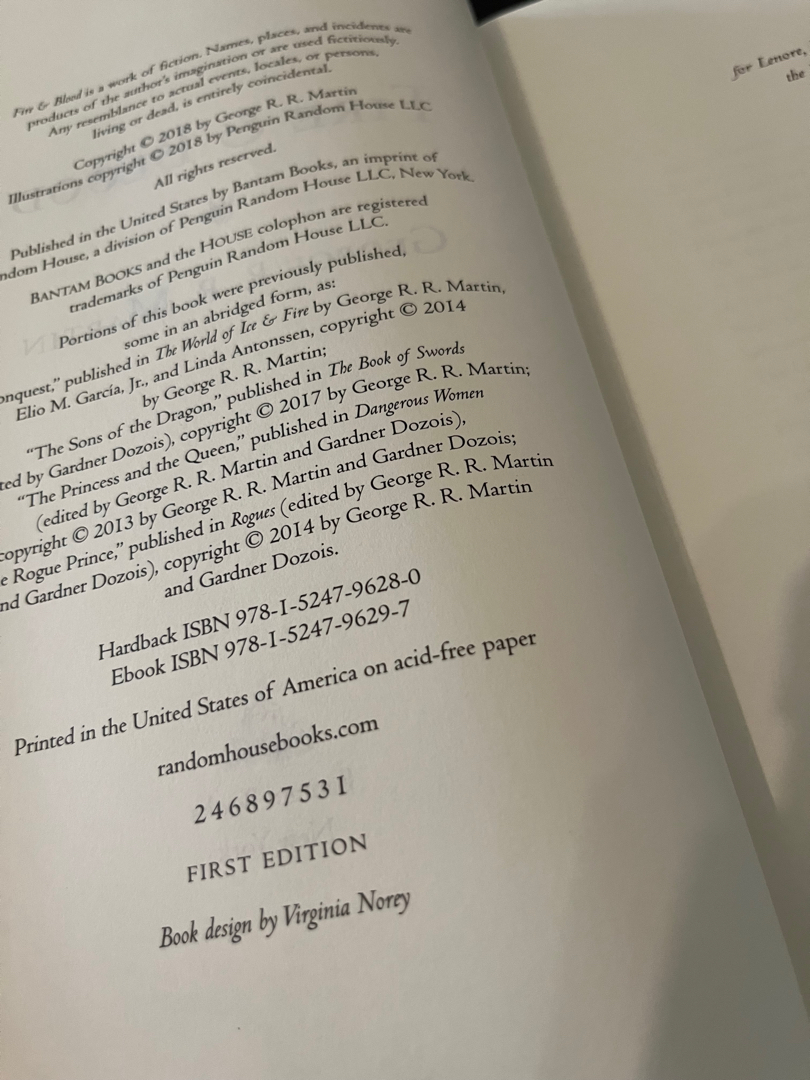 Fire & Blood is a work of fiction. Names, places, and incidents are
products of the author's imagination or are used fictitiously.
Any resemblance to actual events, locales, or persons,
living or dead, is entirely coincidental.
Copyright © 2018 by George R. R. Martin
Illustrations copyright © 2018 by Penguin Random House LLC
All rights reserved.
Published in the United States by Bantam Books, an imprint of
ndom House, a division of Penguin Random House LLC, New York.
BANTAM BOOKS and the HOUSE colophon are registered
trademarks of Penguin Random House LLC.
Portions of this book were previously published,
some in an abridged form, as:
onquest," published in The World of Ice & Fire by George R. R. Martin,
Elio M. García, Jr., and Linda Antonssen, copyright © 2014
by George R. R. Martin;
"The Sons of the Dragon," published in The Book of Swords
ted by Gardner Dozois), copyright © 2017 by George R. R. Martin;
"The Princess and the Queen," published in Dangerous Women
(edited by George R. R. Martin and Gardner Dozois),
copyright © 2013 by George R. R. Martin and Gardner Dozois;
e Rogue Prince," published in Rogues (edited by George R. R. Martin
nd Gardner Dozois), copyright © 2014 by George R. R. Martin
and Gardner Dozois.
Hardback ISBN 978-1-5247-9628-0
Ebook ISBN 978-1-5247-9629-7
Printed in the United States of America on acid-free paper
randomhousebooks.com
2 4 6 8 9 7 5 3 1
FIRST EDITION
Book design by Virginia Norey
for Lenore,
the